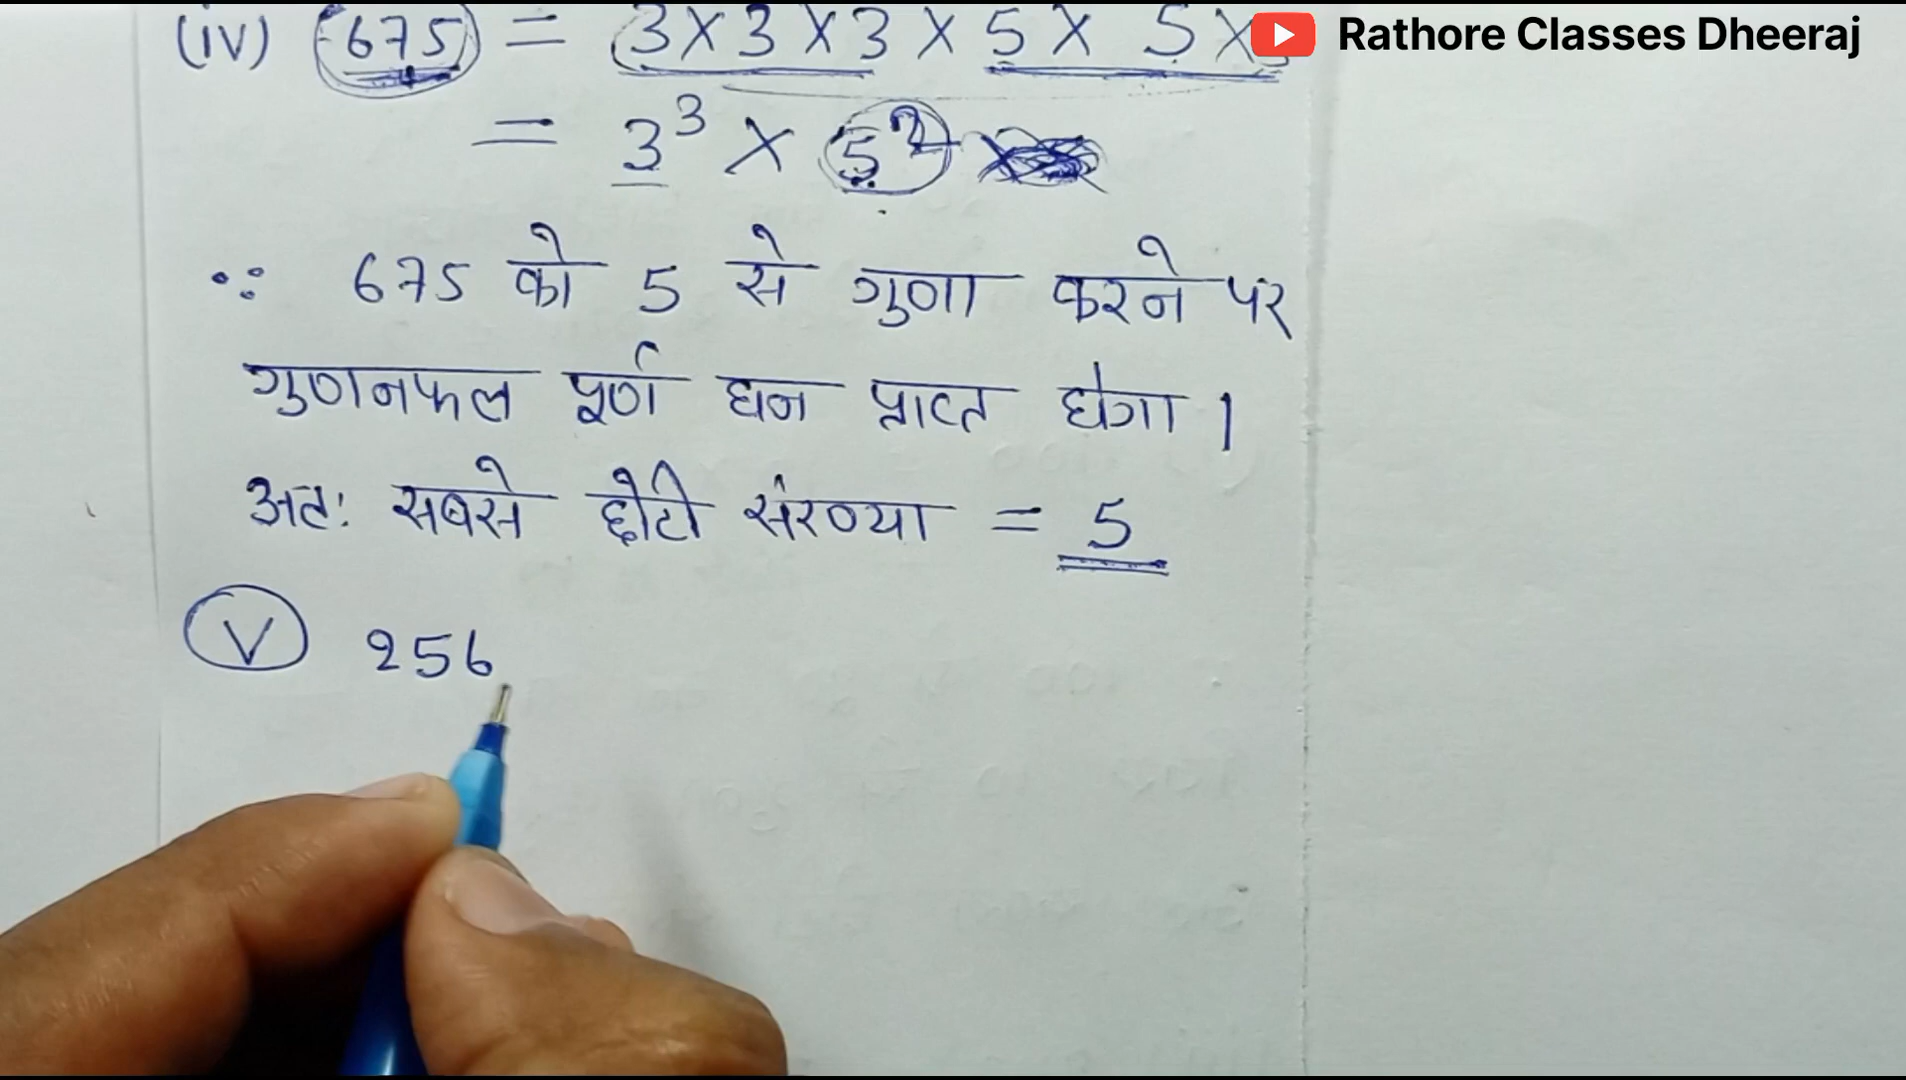 Rathore Classes Dheeraj
(iv) 675 = 3 × 3 × 3 × 5 × 5 ×
= 3³ × 5²
∵ 675 को 5 से गुणा करने पर
गुणनफल पूर्ण घन प्राप्त होगा ।
अतः सबसे छोटी संख्या = 5
(V) 256